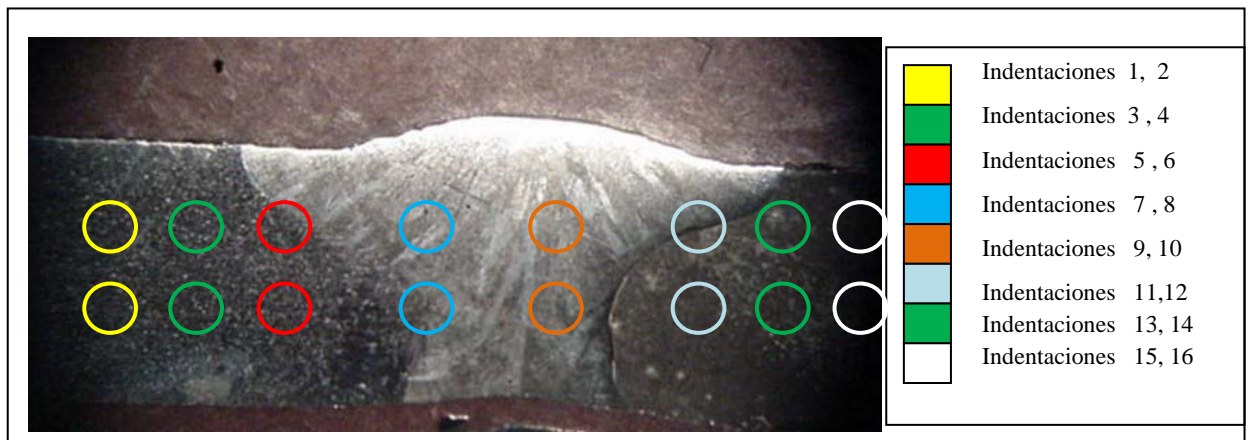 Indentaciones 1, 2
Indentaciones 3 , 4
Indentaciones 5 , 6
Indentaciones 7 , 8
Indentaciones 9, 10
Indentaciones 11,12
Indentaciones 13, 14
Indentaciones 15, 16